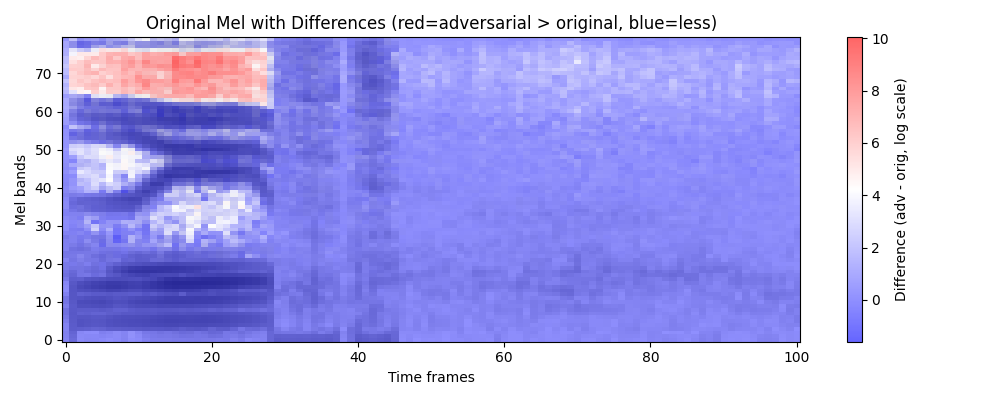 Original Mel with Differences (red=adversarial > original, blue=less)
70
60
50
40
30
20
10
0
Mel bands
0 20 40 60 80 100
Time frames
10
8
6
4
2
0
Difference (adv - orig, log scale)